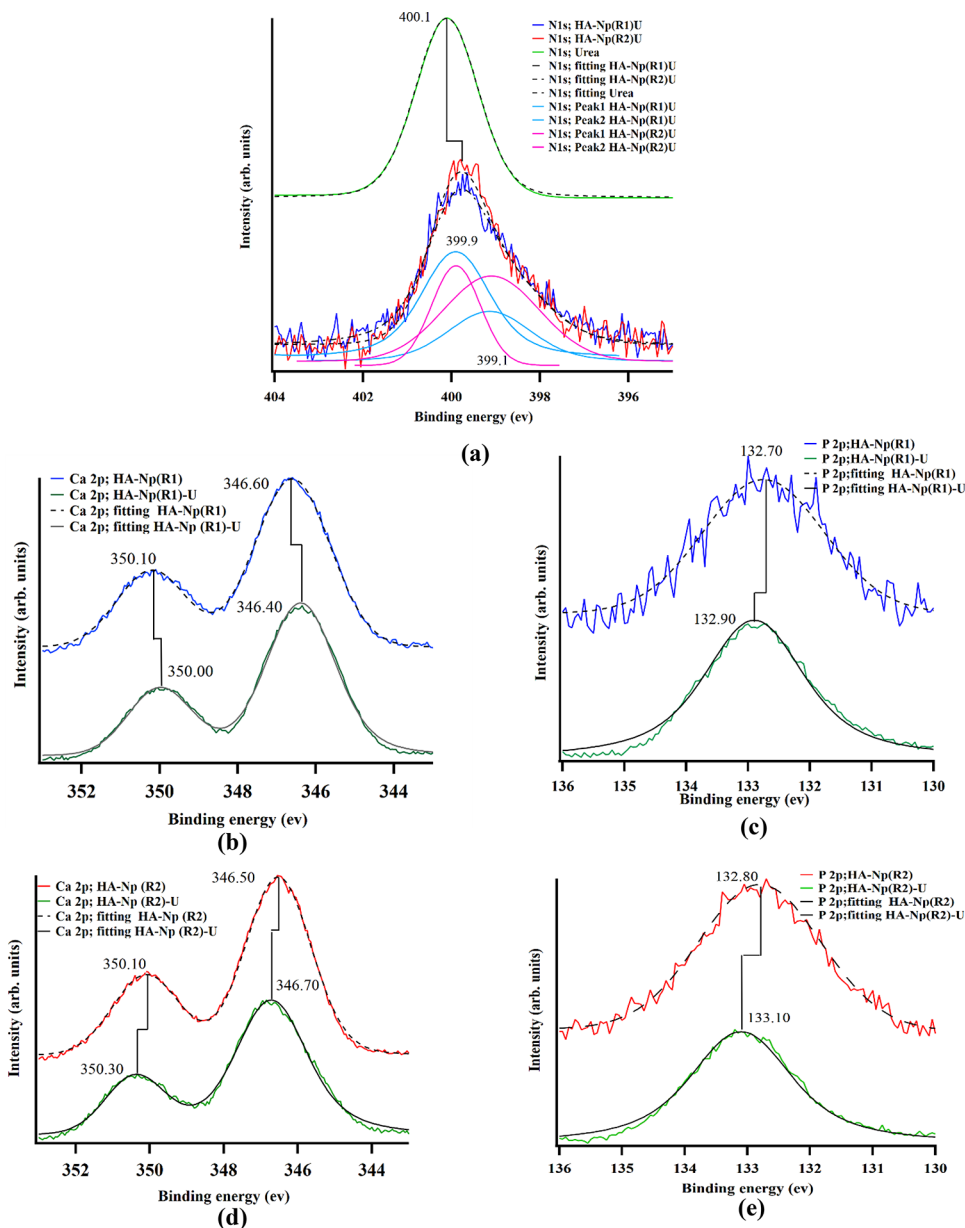 400.1
N1s; HA-Np(R1)U
N1s; HA-Np(R2)U
N1s; Urea
N1s; fitting HA-Np(R1)U
N1s; fitting HA-Np(R2)U
N1s; fitting Urea
N1s; Peak1 HA-Np(R1)U
N1s; Peak2 HA-Np(R1)U
N1s; Peak1 HA-Np(R2)U
N1s; Peak2 HA-Np(R2)U
Intensity (arb. units)
399.9
399.1
404 402 400 398 396
Binding energy (ev)
(a)
Ca 2p; HA-Np(R1)
Ca 2p; HA-Np(R1)-U
Ca 2p; fitting HA-Np(R1)
Ca 2p; fitting HA-Np (R1)-U
346.60
350.10
346.40
350.00
Intensity (arb. units)
352 350 348 346 344
Binding energy (ev)
(b)
132.70
P 2p;HA-Np(R1)
P 2p;HA-Np(R1)-U
P 2p;fitting HA-Np(R1)
P 2p;fitting HA-Np(R1)-U
132.90
Intensity (arb. units)
136 135 134 133 132 131 130
Binding energy (ev)
(c)
Ca 2p; HA-Np (R2)
Ca 2p; HA-Np (R2)-U
Ca 2p; fitting HA-Np (R2)
Ca 2p; fitting HA-Np (R2)-U
346.50
350.10
346.70
350.30
Intensity (arb. units)
352 350 348 346 344
Binding energy (ev)
(d)
132.80
P 2p;HA-Np(R2)
P 2p;HA-Np(R2)-U
P 2p;fitting HA-Np(R2)
P 2p;fitting HA-Np(R2)-U
133.10
Intensity (arb. units)
136 135 134 133 132 131 130
Binding energy (ev)
(e)